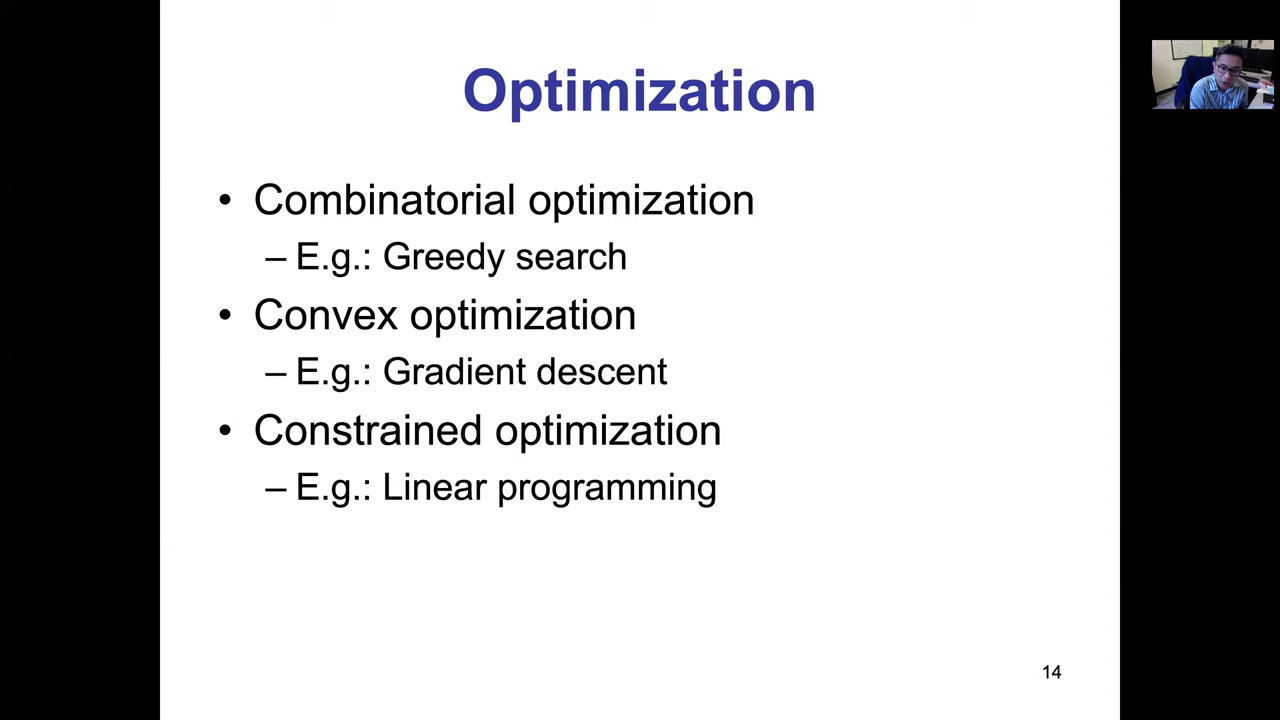 Optimization
• Combinatorial optimization
– E.g.: Greedy search
• Convex optimization
– E.g.: Gradient descent
• Constrained optimization
– E.g.: Linear programming
14